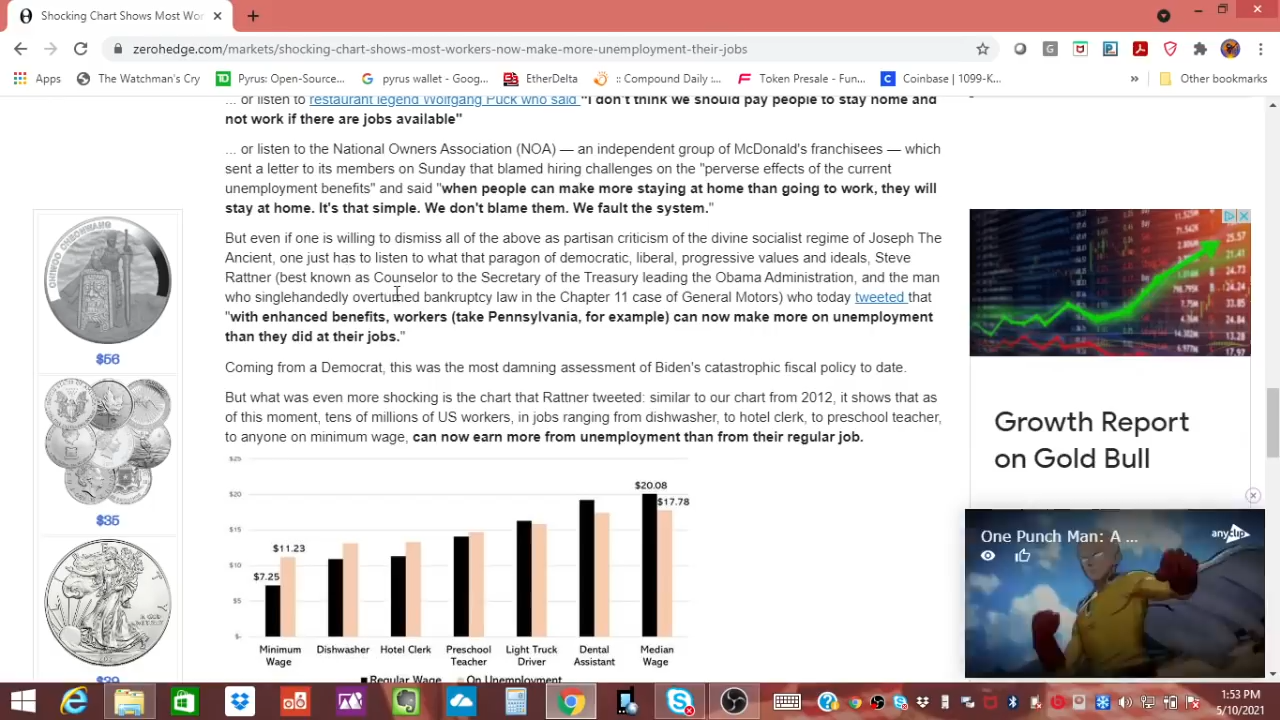 Shocking Chart Shows Most Wor
zerohedge.com/markets/shocking-chart-shows-most-workers-now-make-more-unemployment-their-jobs
Apps
The Watchman's Cry
Pyrus: Open-Source...
pyrus wallet - Goog...
EtherDelta
:: Compound Daily :...
Token Presale - Fun...
Coinbase | 1099-K...
»
Other bookmarks
... or listen to restaurant legend Wolfgang Puck who said "I don't think we should pay people to stay home and
not work if there are jobs available"
... or listen to the National Owners Association (NOA) — an independent group of McDonald's franchisees — which
sent a letter to its members on Sunday that blamed hiring challenges on the "perverse effects of the current
unemployment benefits" and said "when people can make more staying at home than going to work, they will
stay at home. It's that simple. We don't blame them. We fault the system."
But even if one is willing to dismiss all of the above as partisan criticism of the divine socialist regime of Joseph The
Ancient, one just has to listen to what that paragon of democratic, liberal, progressive values and ideals, Steve
Rattner (best known as Counselor to the Secretary of the Treasury leading the Obama Administration, and the man
who singlehandedly overturned bankruptcy law in the Chapter 11 case of General Motors) who today tweeted that
"with enhanced benefits, workers (take Pennsylvania, for example) can now make more on unemployment
than they did at their jobs."
Coming from a Democrat, this was the most damning assessment of Biden's catastrophic fiscal policy to date.
But what was even more shocking is the chart that Rattner tweeted: similar to our chart from 2012, it shows that as
of this moment, tens of millions of US workers, in jobs ranging from dishwasher, to hotel clerk, to preschool teacher,
to anyone on minimum wage, can now earn more from unemployment than from their regular job.
$25
$20
$15
$10
$5
$-
$7.25
$11.23
$20.08
$17.78
Minimum
Wage
Dishwasher
Hotel Clerk
Preschool
Teacher
Light Truck
Driver
Dental
Assistant
Median
Wage
Regular Wage
On Unemployment
$56
$35
$39
25.57
21.41
Growth Report
on Gold Bull
One Punch Man: A ...
anyclip
1:53 PM
5/10/2021